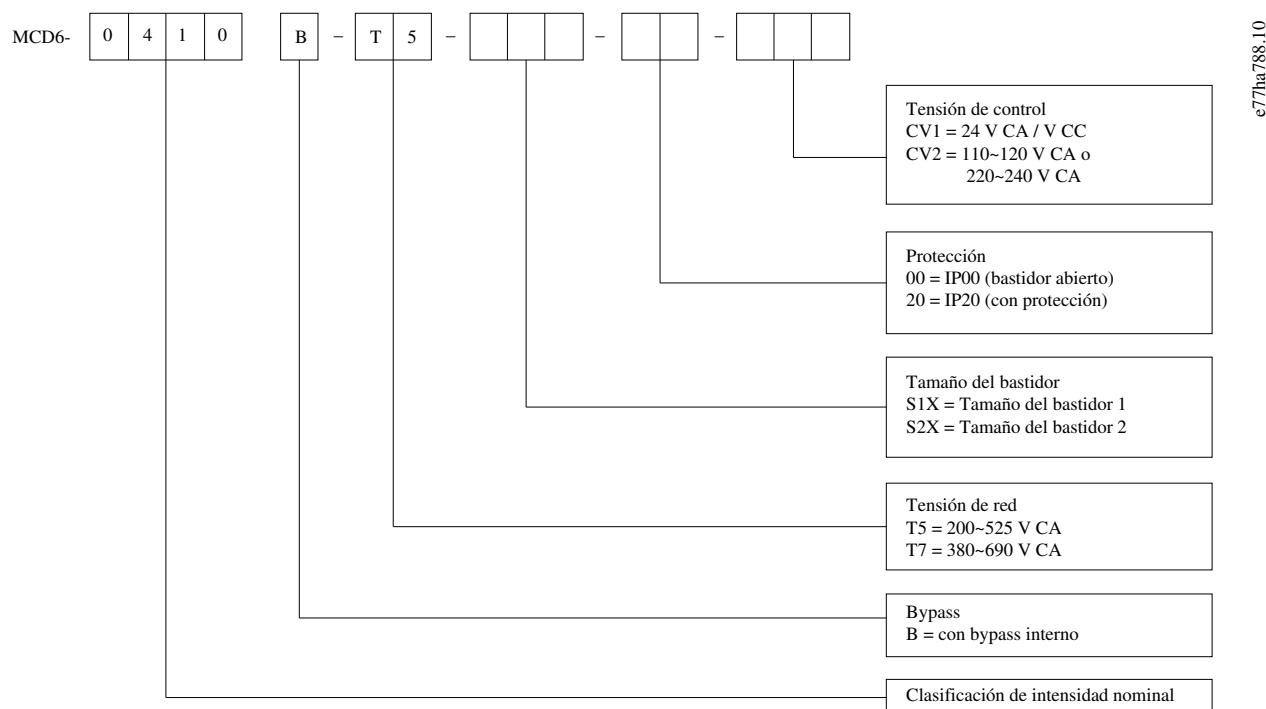 MCD6- 0 4 1 0 B – T 5 – – –
e77ha788.10
Tensión de control
CV1 = 24 V CA / V CC
CV2 = 110~120 V CA o
220~240 V CA
Protección
00 = IP00 (bastidor abierto)
20 = IP20 (con protección)
Tamaño del bastidor
S1X = Tamaño del bastidor 1
S2X = Tamaño del bastidor 2
Tensión de red
T5 = 200~525 V CA
T7 = 380~690 V CA
Bypass
B = con bypass interno
Clasificación de intensidad nominal